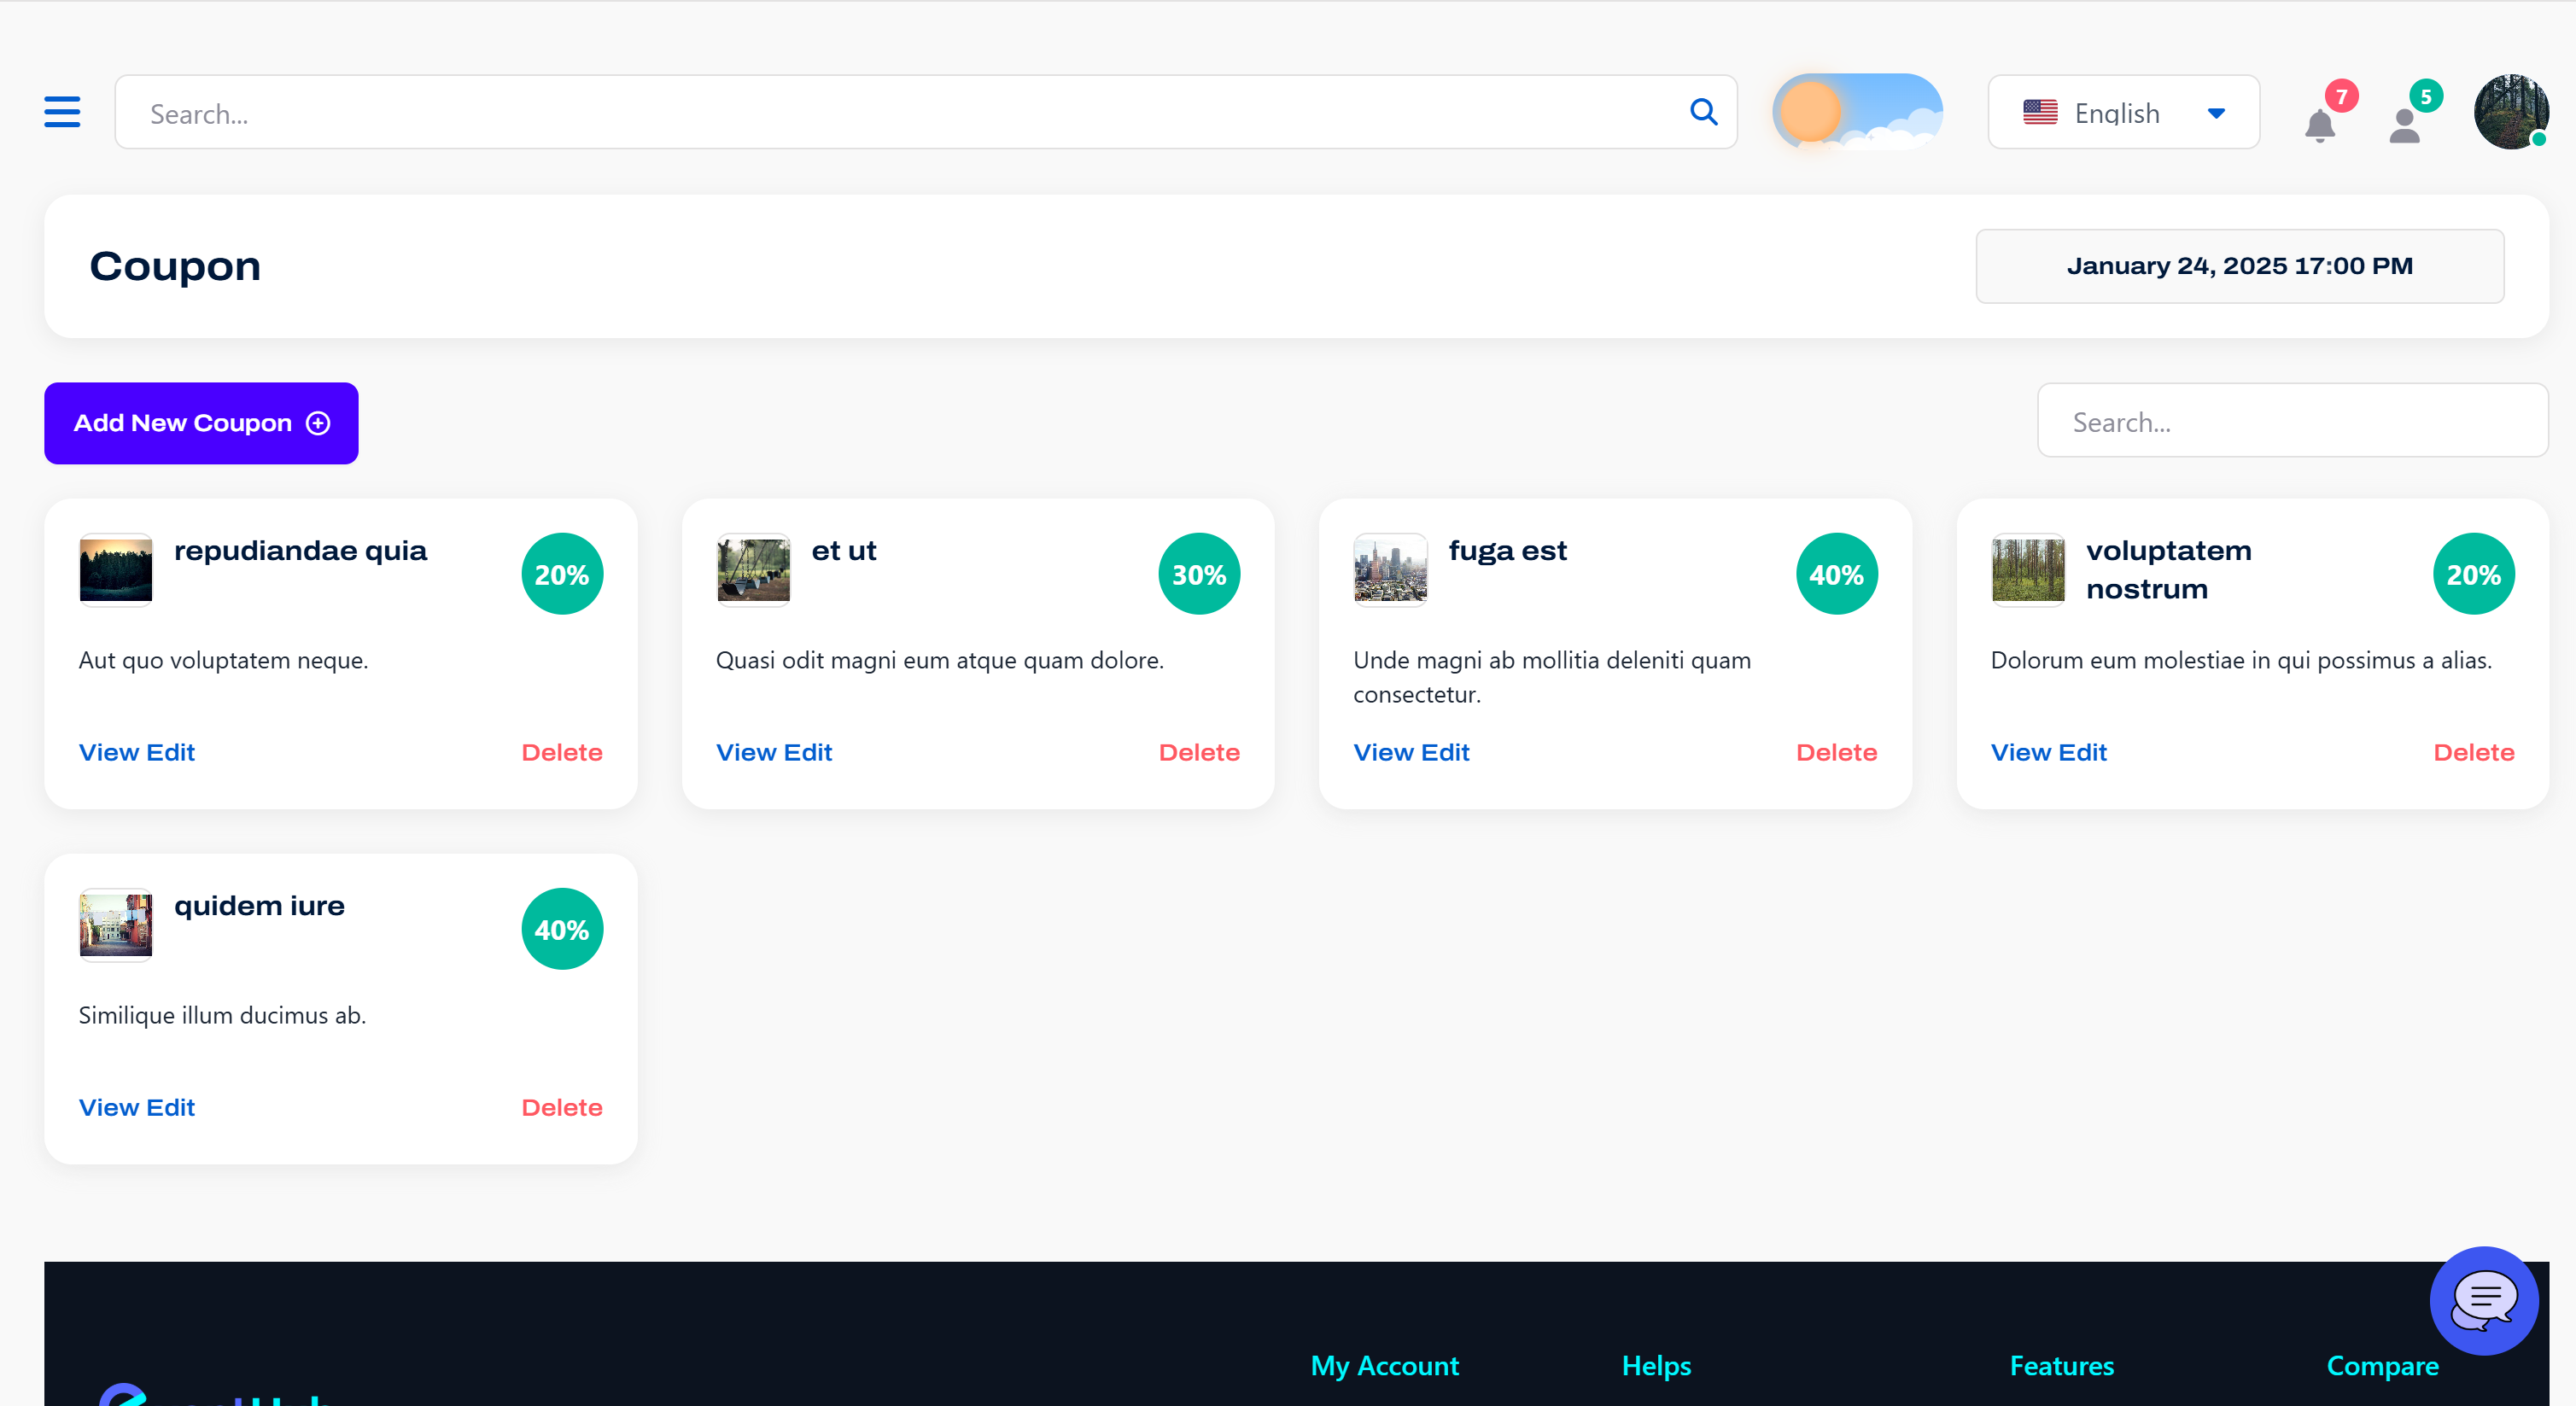 Search...
English
7
5
Coupon
January 24, 2025 17:00 PM
Add New Coupon
Search...
repudiandae quia
20%
Aut quo voluptatem neque.
View Edit
Delete
et ut
30%
Quasi odit magni eum atque quam dolore.
View Edit
Delete
fuga est
40%
Unde magni ab mollitia deleniti quam
consectetur.
View Edit
Delete
voluptatem
nostrum
20%
Dolorum eum molestiae in qui possimus a alias.
View Edit
Delete
quidem iure
40%
Similique illum ducimus ab.
View Edit
Delete
My Account
Helps
Features
Compare